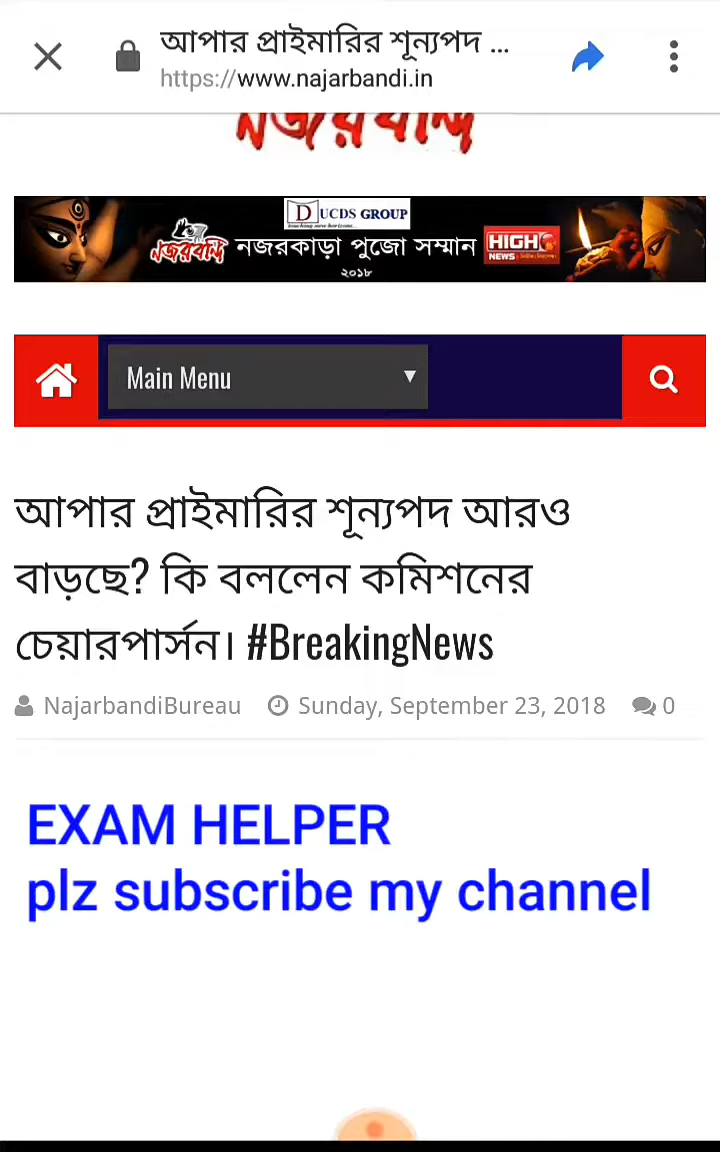 আপার প্রাইমারির শূন্যপদ ...
https://www.najarbandi.in
নজরবন্দি
DUCDS GROUP
নজরবন্দি নজরকাড়া পুজো সম্মান HIGH NEWS
২০১৮
Main Menu
আপার প্রাইমারির শূন্যপদ আরও
বাড়ছে? কি বললেন কমিশনের
চেয়ারপার্সন। #BreakingNews
NajarbandiBureau Sunday, September 23, 2018 0
EXAM HELPER
plz subscribe my channel